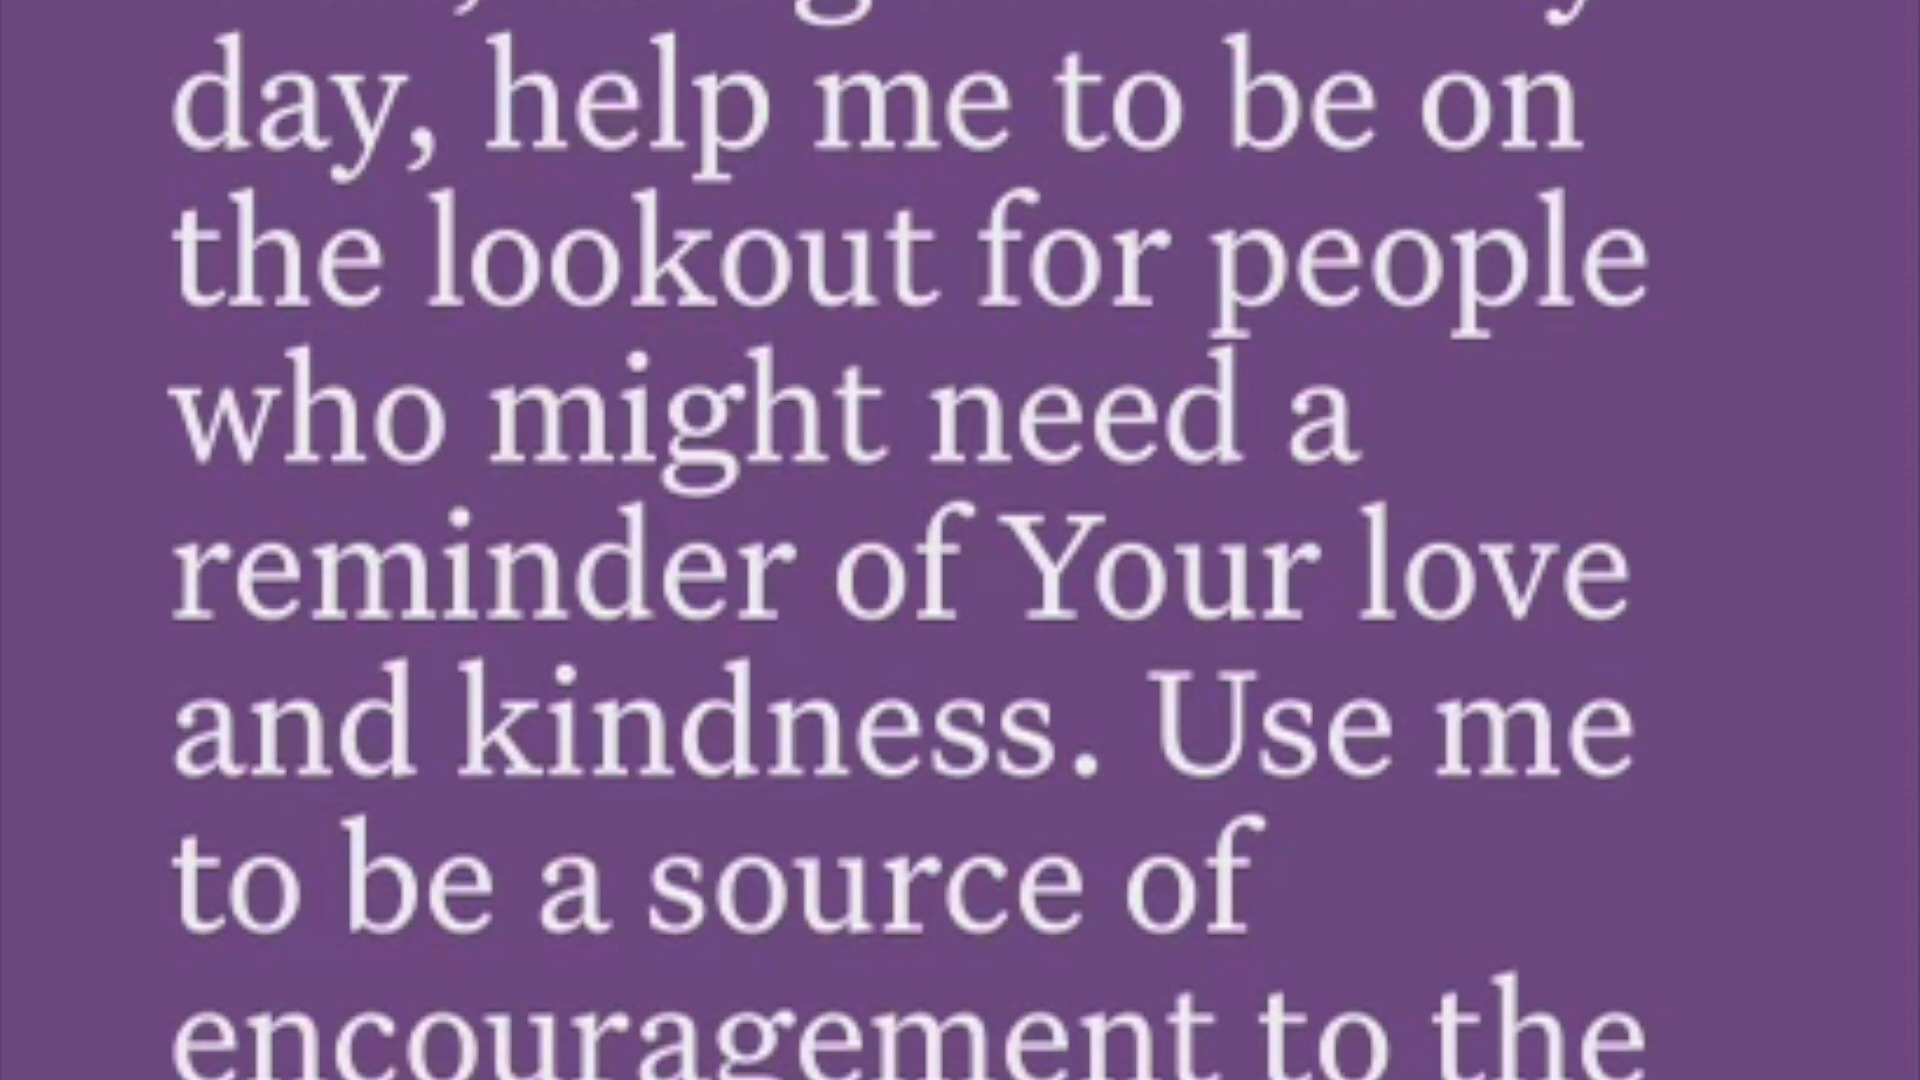 day, help me to be on
the lookout for people
who might need a
reminder of Your love
and kindness. Use me
to be a source of
encouragement to the